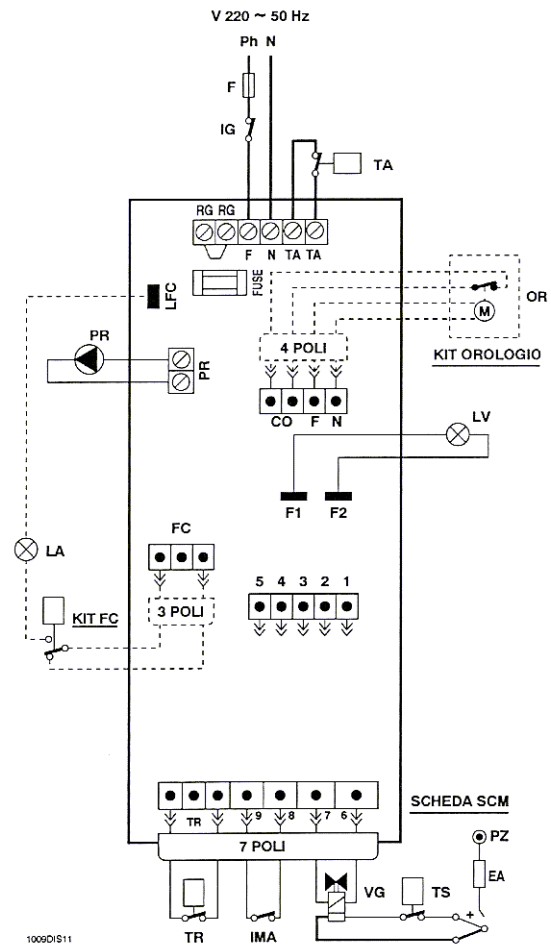 V 220 ~ 50 Hz
Ph N
F
IG
TA
RG RG
F N TA TA
FUSE
LFC
OR
M
KIT OROLOGIO
PR
PR
4 POLI
CO F N
LV
F1 F2
FC
LA
5 4 3 2 1
3 POLI
KIT FC
SCHEDA SCM
TR 9 8 7 6
PZ
7 POLI
EA
VG TS
+
TR IMA
1009DIS11